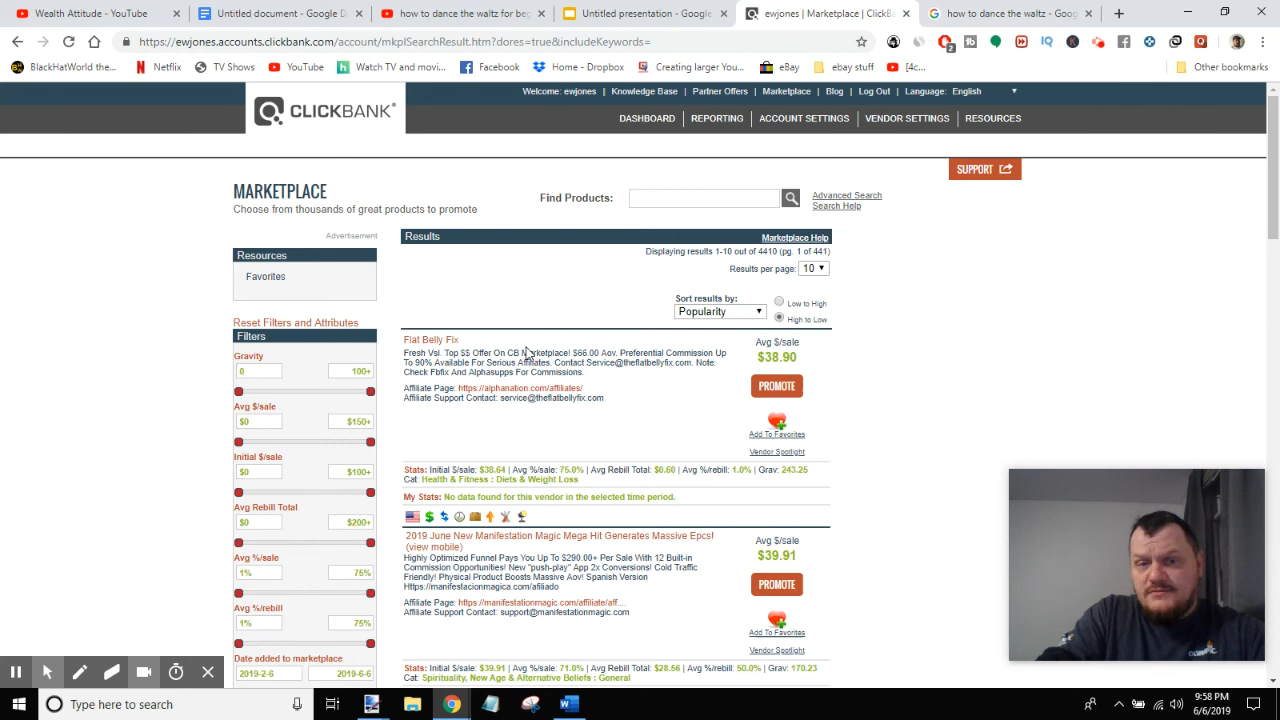 Wealth Attitude - YouTube
Untitled document - Google
how to dance the waltz for beg
Untitled presentation - Google
ewjones | Marketplace | ClickBa
how to dance the waltz - Goog
https://ewjones.accounts.clickbank.com/account/mkplSearchResult.htm?dores=true&includeKeywords=
BlackHatWorld the...
Netflix
TV Shows
YouTube
Watch TV and movi...
Facebook
Home - Dropbox
Creating larger You...
eBay
ebay stuff
[4c...
Other bookmarks
Welcome: ewjones | Knowledge Base | Partner Offers | Marketplace | Blog | Log Out | Language: English
CLICKBANK®
DASHBOARD | REPORTING | ACCOUNT SETTINGS | VENDOR SETTINGS | RESOURCES
SUPPORT
MARKETPLACE
Choose from thousands of great products to promote
Find Products:
Advanced Search
Search Help
Advertisement
Resources
Favorites
Reset Filters and Attributes
Filters
Gravity
0 100+
Avg $/sale
$0 $150+
Initial $/sale
$0 $100+
Avg Rebill Total
$0 $200+
Avg %/sale
1% 75%
Avg %/rebill
1% 75%
Date added to marketplace
2019-2-6 2019-6-6
Results
Marketplace Help
Displaying results 1-10 out of 4410 (pg. 1 of 441)
Results per page: 10
Sort results by:
Popularity
Low to High
High to Low
Flat Belly Fix
Fresh Vsl. Top $$ Offer On CB Marketplace! $66.00 Aov. Preferential Commission Up
To 90% Available For Serious Affiliates. Contact Service@theflatbellyfix.com. Note:
Check Fbfix And Alphasupps For Commissions.
Affiliate Page: https://alphanation.com/affiliates/
Affiliate Support Contact: service@theflatbellyfix.com
Avg $/sale
$38.90
PROMOTE
Add To Favorites
Vendor Spotlight
Stats: Initial $/sale: $38.64 | Avg %/sale: 75.0% | Avg Rebill Total: $0.60 | Avg %/rebill: 1.0% | Grav: 243.25
Cat: Health & Fitness : Diets & Weight Loss
My Stats: No data found for this vendor in the selected time period.
2019 June New Manifestation Magic Mega Hit Generates Massive Epcs!
(view mobile)
Highly Optimized Funnel Pays You Up To $290.00+ Per Sale With 12 Built-in
Commission Opportunities! New "push-play" App 2x Conversions! Cold Traffic
Friendly! Physical Product Boosts Massive Aov! Spanish Version
Https://manifestacionmagica.com/afiliado
Affiliate Page: https://manifestationmagic.com/affiliate/aff....
Affiliate Support Contact: support@manifestationmagic.com
Avg $/sale
$39.91
PROMOTE
Add To Favorites
Vendor Spotlight
Stats: Initial $/sale: $39.91 | Avg %/sale: 71.0% | Avg Rebill Total: $28.56 | Avg %/rebill: 50.0% | Grav: 170.23
Cat: Spirituality, New Age & Alternative Beliefs : General
Type here to search
9:58 PM
6/6/2019